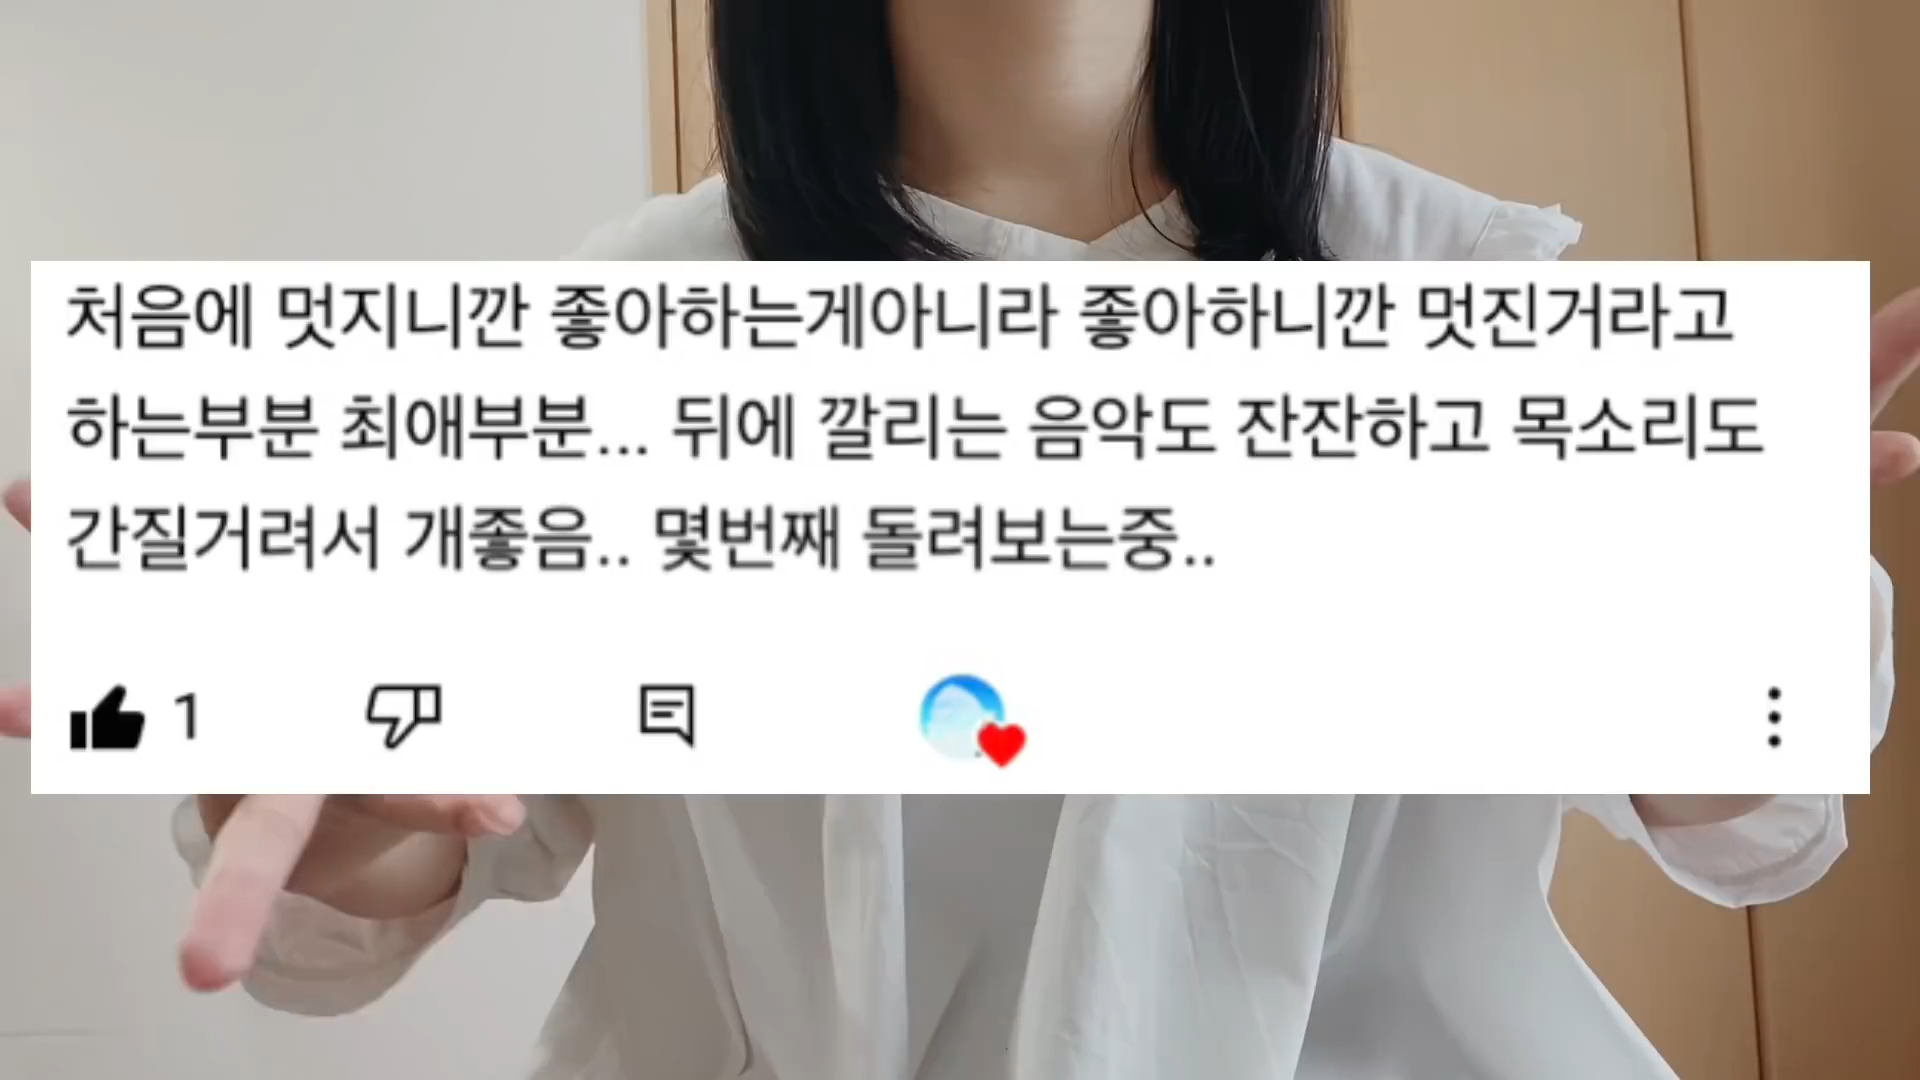 처음에 멋지니깐 좋아하는게아니라 좋아하니깐 멋진거라고
하는부분 최애부분... 뒤에 깔리는 음악도 잔잔하고 목소리도
간질거려서 개좋음.. 몇번째 돌려보는중..
1